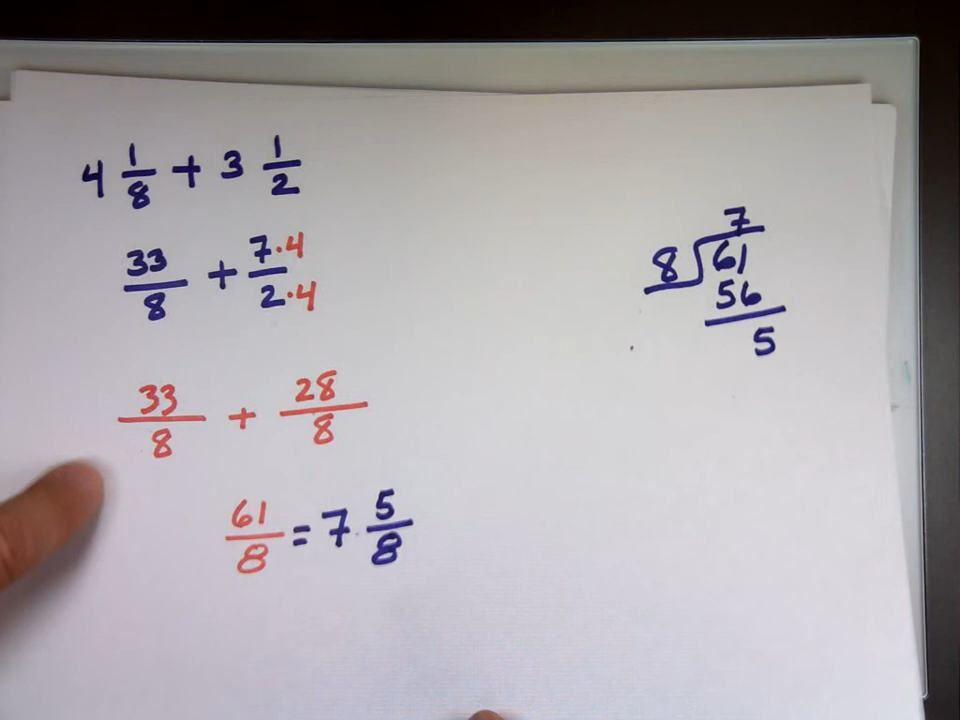 4 1/8 + 3 1/2
33/8 + 7·4/2·4
33/8 + 28/8
61/8 = 7 5/8
7
8 61
56
5